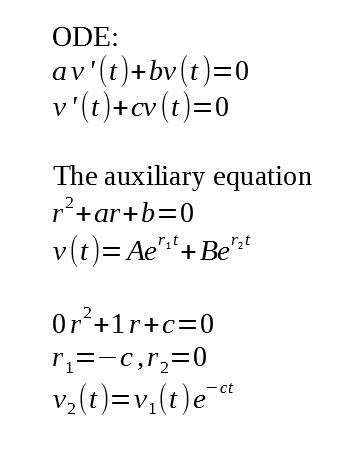 ODE:
a v'(t)+bv(t)=0
v'(t)+cv(t)=0
The auxiliary equation
r²+ar+b=0
v(t)=Ae^{r₁t}+Be^{r₂t}
0r²+1r+c=0
r₁=−c,r₂=0
v₂(t)=v₁(t)e^{−ct}